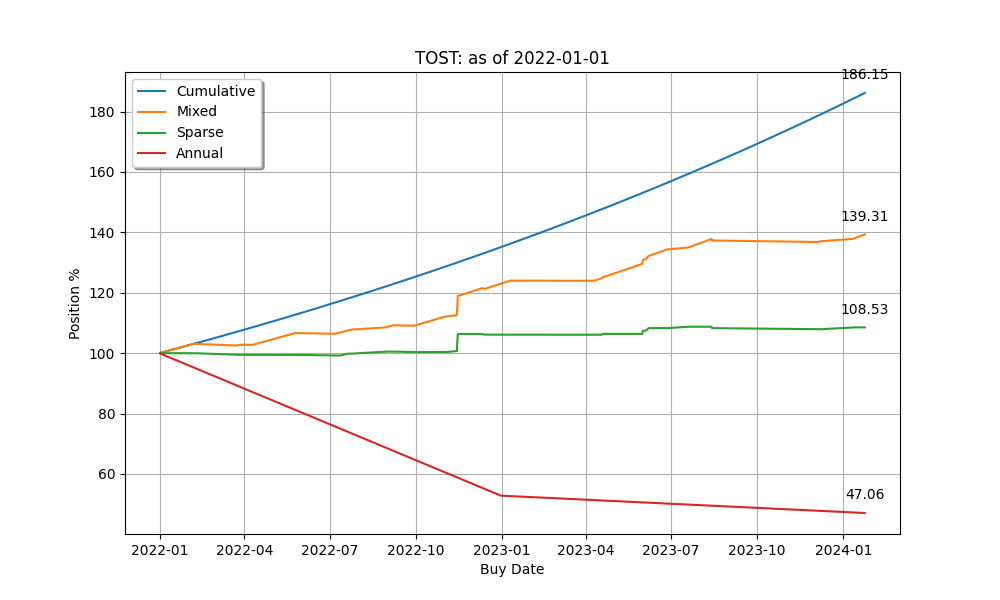 TOST: as of 2022-01-01
186.15
180
Cumulative
Mixed
Sparse
Annual
160
139.31
140
120
108.53
100
80
60
47.06
Position %
2022-01 2022-04 2022-07 2022-10 2023-01 2023-04 2023-07 2023-10 2024-01
Buy Date